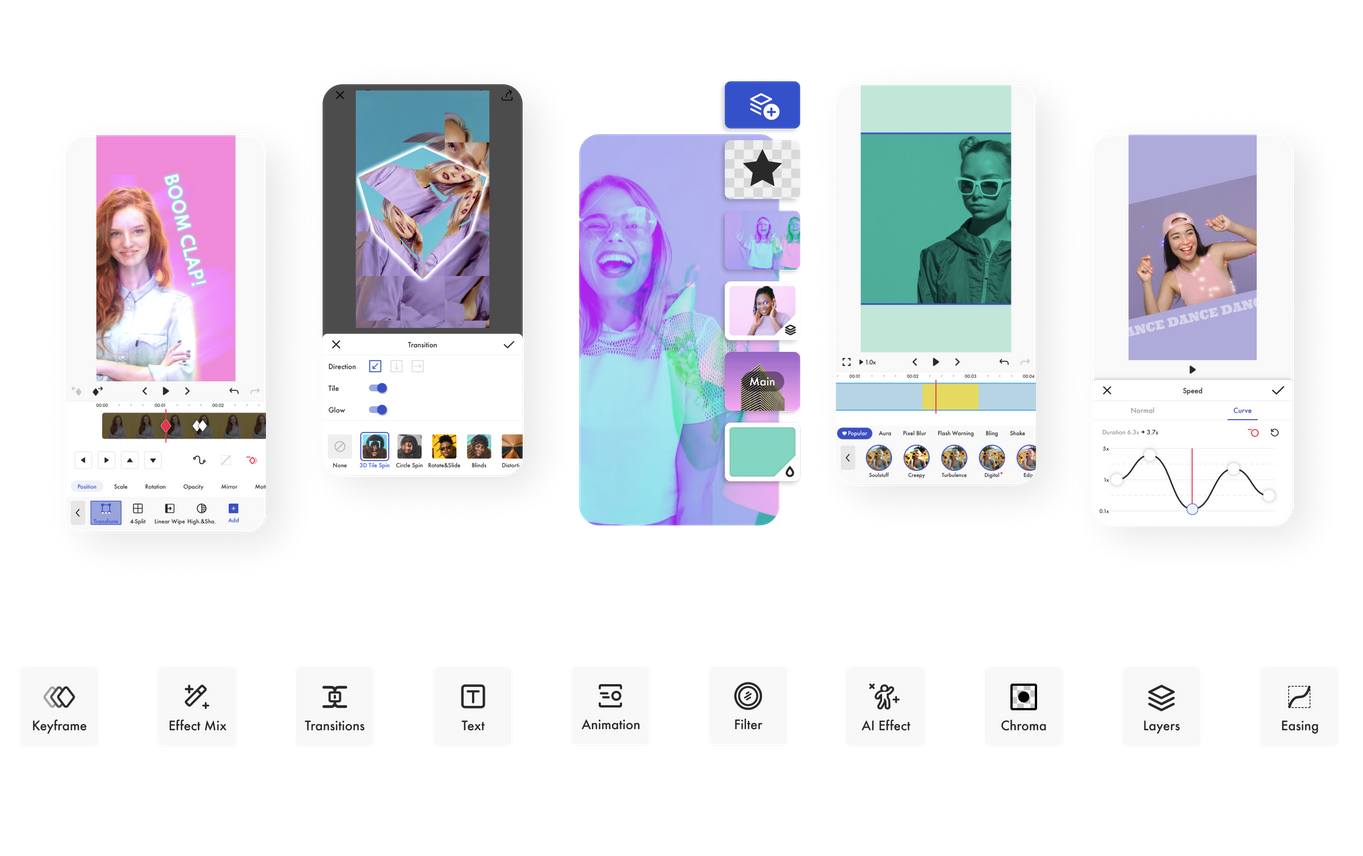 BOOM CLAP!
00:00
00:01
00:02
Position
Scale
Rotation
Opacity
Mirror
Mot
Transform
4-Split
Linear Wipe
High.&Sha.
Add
Transition
Direction
Tile
Glow
None
3D Tile Spin
Circle Spin
Rotate&Slide
Blinds
Distort
Main
1.0x
00:01
00:02
00:03
00:04
Popular
Aura
Pixel Blur
Flash Warning
Bling
Shake
Soulstuff
Creepy
Turbulence
Digital
Edg
ANCE DANCE DANC
Speed
Normal
Curve
Duration 6.3s 3.7s
5x
1x
0.1x
Keyframe
Effect Mix
Transitions
Text
Animation
Filter
AI Effect
Chroma
Layers
Easing